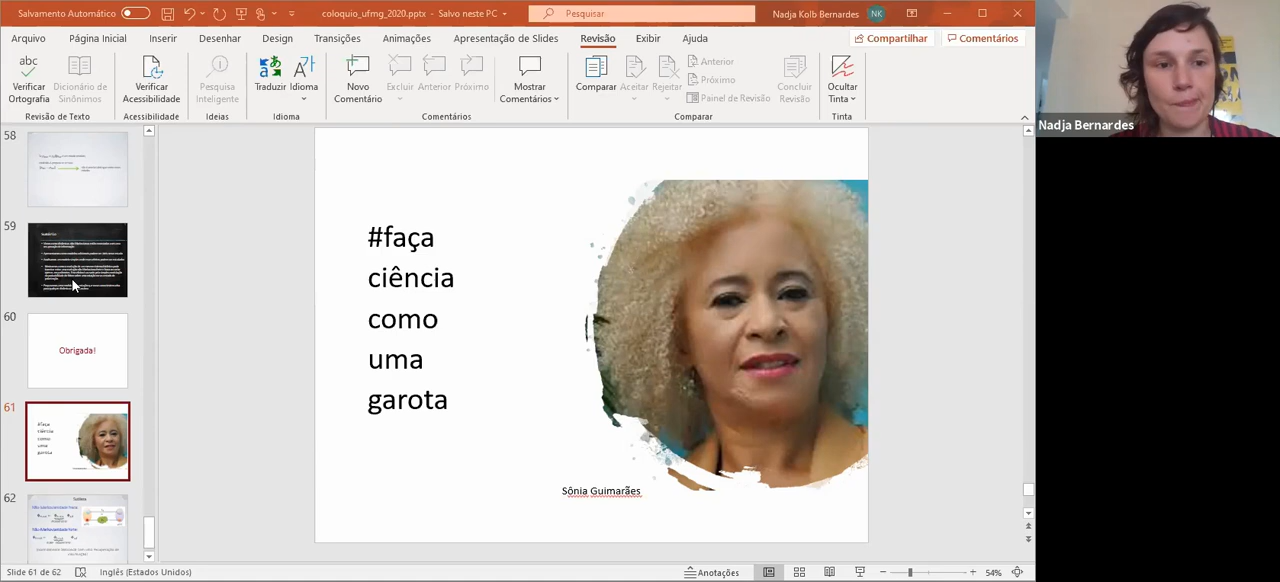 Salvamento Automático
coloquio_ufmg_2020.pptx - Salvo neste PC
Pesquisar
Nadja Kolb Bernardes
NK
Arquivo Página Inicial Inserir Desenhar Design Transições Animações Apresentação de Slides Revisão Exibir Ajuda
Compartilhar Comentários
Verificar Ortografia
Dicionário de Sinônimos
Revisão de Texto
Verificar Acessibilidade
Acessibilidade
Pesquisa Inteligente
Ideias
Traduzir
Idioma
Idioma
Novo Comentário
Excluir
Anterior
Próximo
Mostrar Comentários
Comentários
Comparar
Aceitar
Rejeitar
Anterior
Próximo
Painel de Revisão
Concluir Revisão
Comparar
Ocultar Tinta
Tinta
Nadja Bernardes
58
59
60
Obrigada!
61
#faça
ciência
como
uma
garota
62
#faça
ciência
como
uma
garota
Sônia Guimarães
Slide 61 de 62
Inglês (Estados Unidos)
Anotações
54%